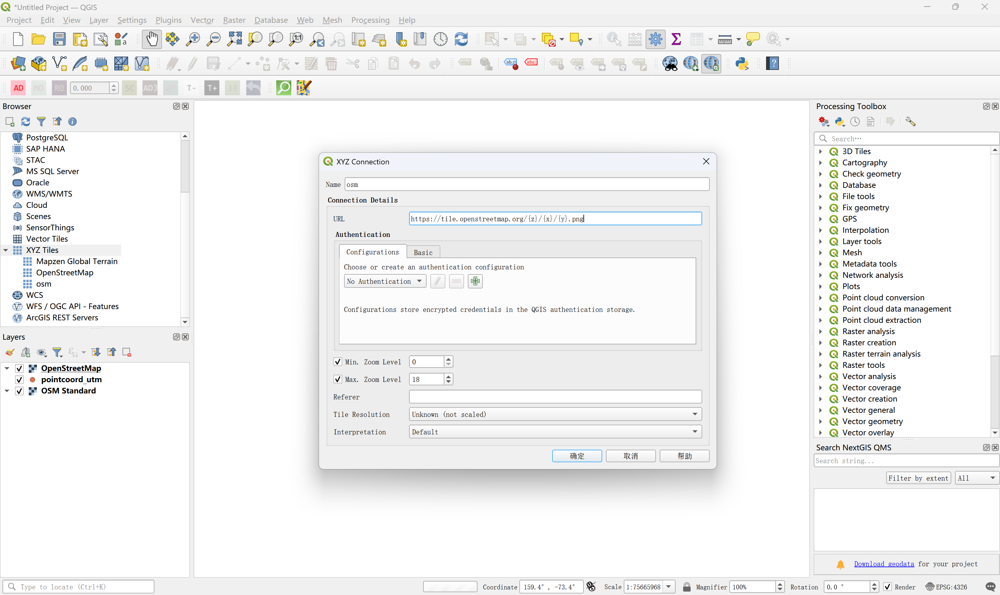 *Untitled Project — QGIS
Project Edit View Layer Settings Plugins Vector Raster Database Web Mesh Processing Help
AD MO RO 0.000 SC ADJ 2P T- T+ !!
Browser
PostgreSQL
SAP HANA
STAC
MS SQL Server
Oracle
WMS/WMTS
Cloud
Scenes
SensorThings
Vector Tiles
XYZ Tiles
Mapzen Global Terrain
OpenStreetMap
osm
WCS
WFS / OGC API - Features
ArcGIS REST Servers
Layers
OpenStreetMap
pointcoord_utm
OSM Standard
XYZ Connection
Name osm
Connection Details
URL https://tile.openstreetmap.org/{z}/{x}/{y}.png
Authentication
Configurations Basic
Choose or create an authentication configuration
No Authentication
Configurations store encrypted credentials in the QGIS authentication storage.
Min. Zoom Level 0
Max. Zoom Level 18
Referer
Tile Resolution Unknown (not scaled)
Interpretation Default
确定 取消 帮助
Processing Toolbox
Search…
3D Tiles
Cartography
Check geometry
Database
File tools
Fix geometry
GPS
Interpolation
Layer tools
Mesh
Metadata tools
Network analysis
Plots
Point cloud conversion
Point cloud data management
Point cloud extraction
Raster analysis
Raster creation
Raster terrain analysis
Raster tools
Vector analysis
Vector coverage
Vector creation
Vector general
Vector geometry
Vector overlay
Search NextGIS QMS
Search string...
Filter by extent All
Download geodata for your project
Type to locate (Ctrl+K) Coordinate 159.4° , -73.4° Scale 1:75665968 Magnifier 100% Rotation 0.0 ° Render EPSG:4326